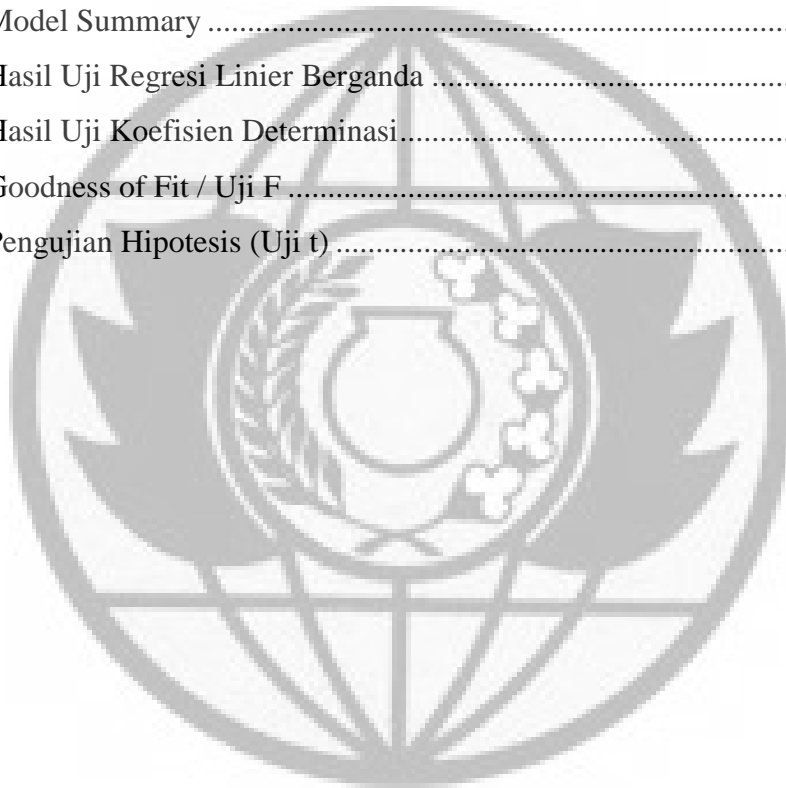 Model Summary ................................................................
Hasil Uji Regresi Linier Berganda ................................................
Hasil Uji Koefisien Determinasi.....................................................
Goodness of Fit / Uji F ...................................................................
Pengujian Hipotesis (Uji t) .............................................................